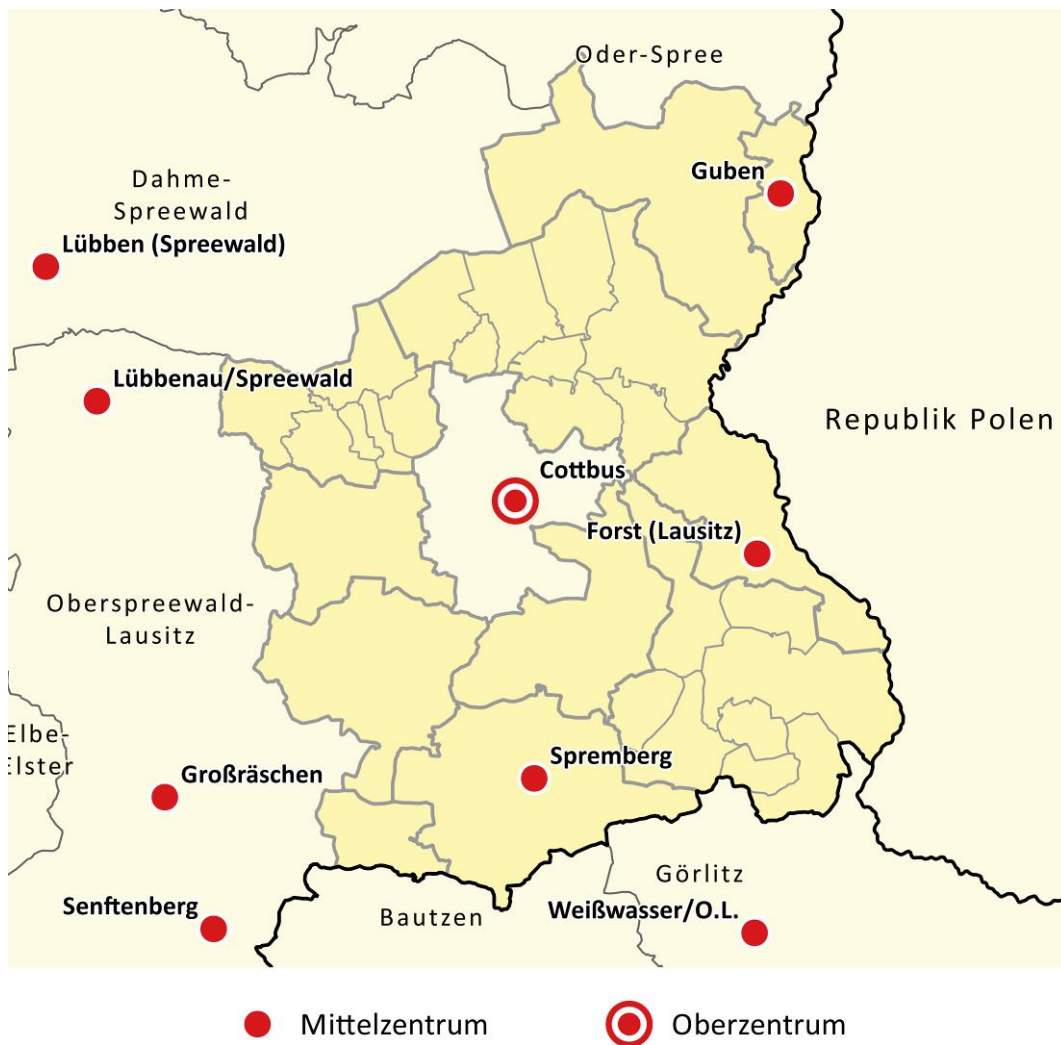 Oder-Spree
Guben
Dahme-
Spreewald
Lübben (Spreewald)
Lübbenau/Spreewald
Republik Polen
Cottbus
Forst (Lausitz)
Oberspreewald-
Lausitz
Elbe-
Elster
Großräschen
Spremberg
Görlitz
Senftenberg
Bautzen
Weißwasser/O.L.
Mittelzentrum
Oberzentrum